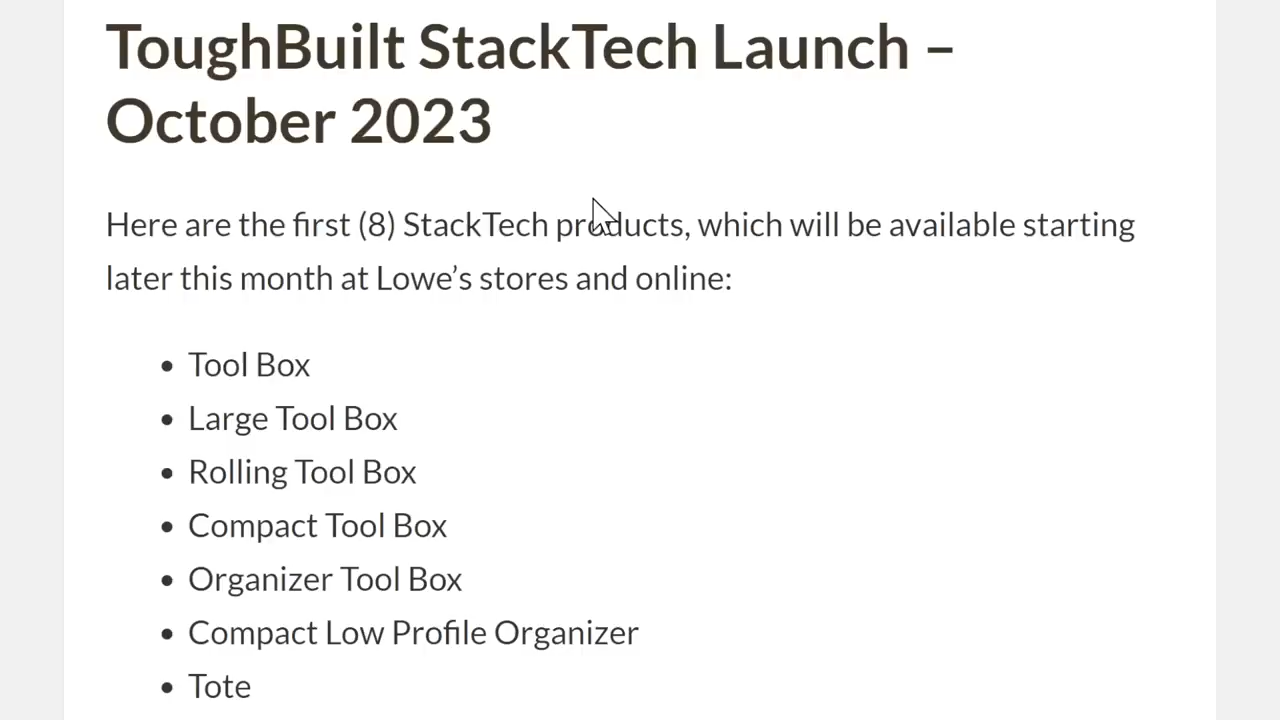 ToughBuilt StackTech Launch –
October 2023
Here are the first (8) StackTech products, which will be available starting
later this month at Lowe’s stores and online:
• Tool Box
• Large Tool Box
• Rolling Tool Box
• Compact Tool Box
• Organizer Tool Box
• Compact Low Profile Organizer
• Tote